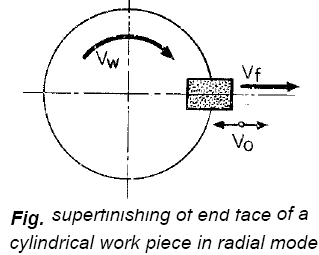 Vw
Vf
Vo
Fig. superfinishing of end face of a
cylindrical work piece in radial mode